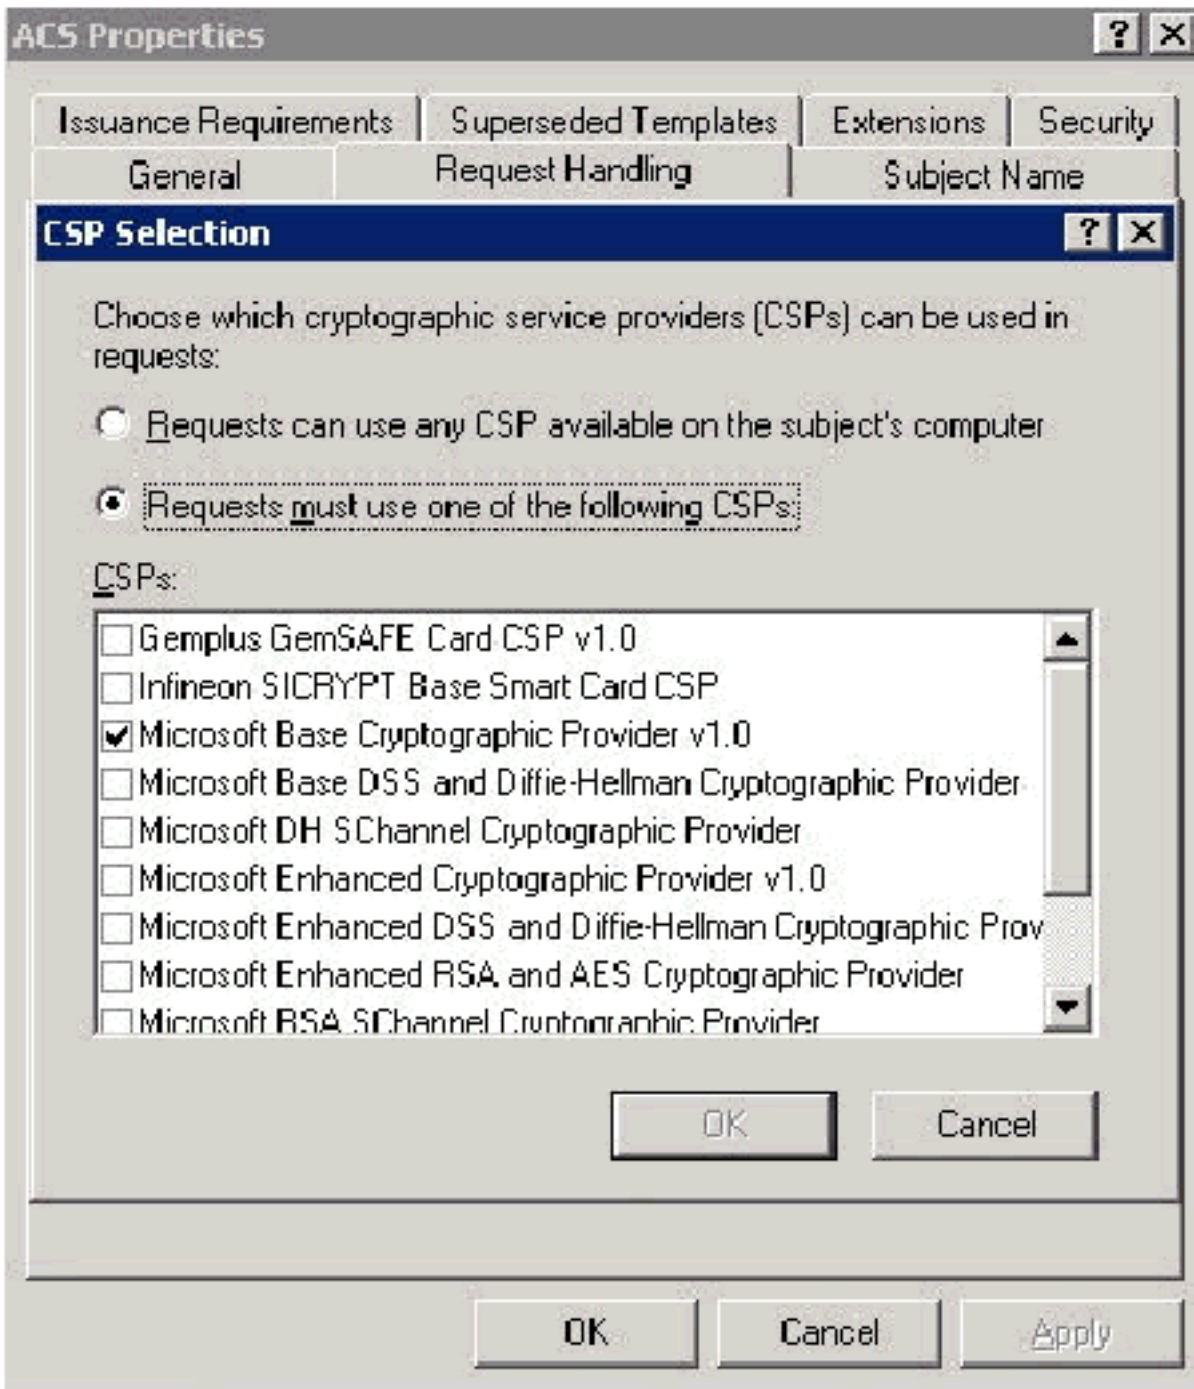 ACS Properties
Issuance Requirements
Superseded Templates
Extensions
Security
General
Request Handling
Subject Name
CSP Selection
Choose which cryptographic service providers (CSPs) can be used in
requests:
Requests can use any CSP available on the subject's computer
Requests must use one of the following CSPs:
CSPs:
Gemplus GemSAFE Card CSP v1.0
Infineon SICRYPT Base Smart Card CSP
Microsoft Base Cryptographic Provider v1.0
Microsoft Base DSS and Diffie-Hellman Cryptographic Provider
Microsoft DH SChannel Cryptographic Provider
Microsoft Enhanced Cryptographic Provider v1.0
Microsoft Enhanced DSS and Diffie-Hellman Cryptographic Prov
Microsoft Enhanced RSA and AES Cryptographic Provider
Microsoft RSA SChannel Cryptographic Provider
OK
Cancel
OK
Cancel
Apply